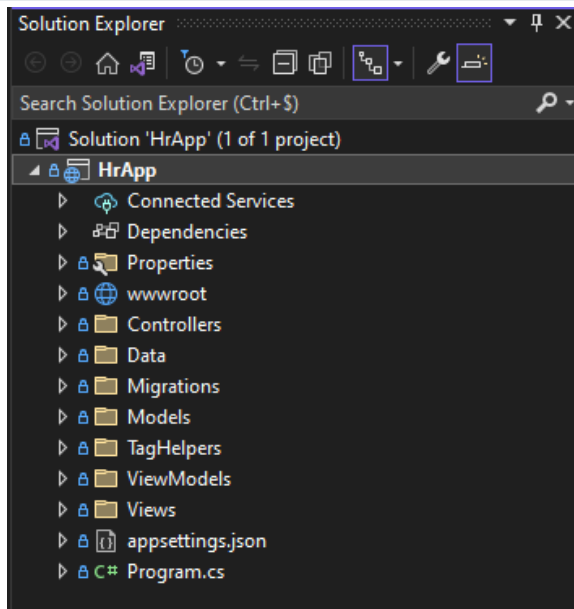 Solution Explorer
Search Solution Explorer (Ctrl+$)
Solution 'HrApp' (1 of 1 project)
HrApp
Connected Services
Dependencies
Properties
wwwroot
Controllers
Data
Migrations
Models
TagHelpers
ViewModels
Views
appsettings.json
C# Program.cs